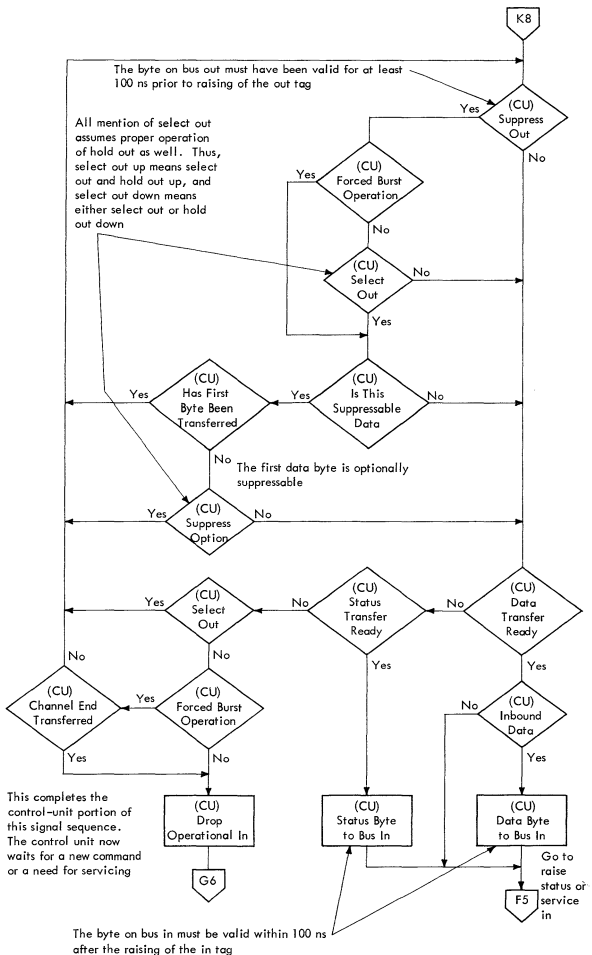 K8
The byte on bus out must have been valid for at least
100 ns prior to raising of the out tag
Yes
(CU)
Suppress
Out
No
All mention of select out
assumes proper operation
of hold out as well. Thus,
select out up means select
out and hold out up, and
select out down means
either select out or hold
out down
Yes
(CU)
Forced Burst
Operation
No
(CU)
Select
Out
No
Yes
Yes
(CU)
Has First
Byte Been
Transferred
Yes
(CU)
Is This
Suppressable
Data
No
No
The first data byte is optionally
suppressable
Yes
(CU)
Suppress
Option
No
Yes
(CU)
Select
Out
No
(CU)
Status
Transfer
Ready
No
(CU)
Data
Transfer
Ready
No
No
Yes
Yes
(CU)
Channel End
Transferred
Yes
(CU)
Forced Burst
Operation
No
(CU)
Inbound
Data
Yes
No
Yes
This completes the
control-unit portion of
this signal sequence.
The control unit now
waits for a new command
or a need for servicing
(CU)
Drop
Operational In
(CU)
Status Byte
to Bus In
(CU)
Data Byte
to Bus In
G6
Go to
raise
status or
service
in
F5
The byte on bus in must be valid within 100 ns
after the raising of the in tag